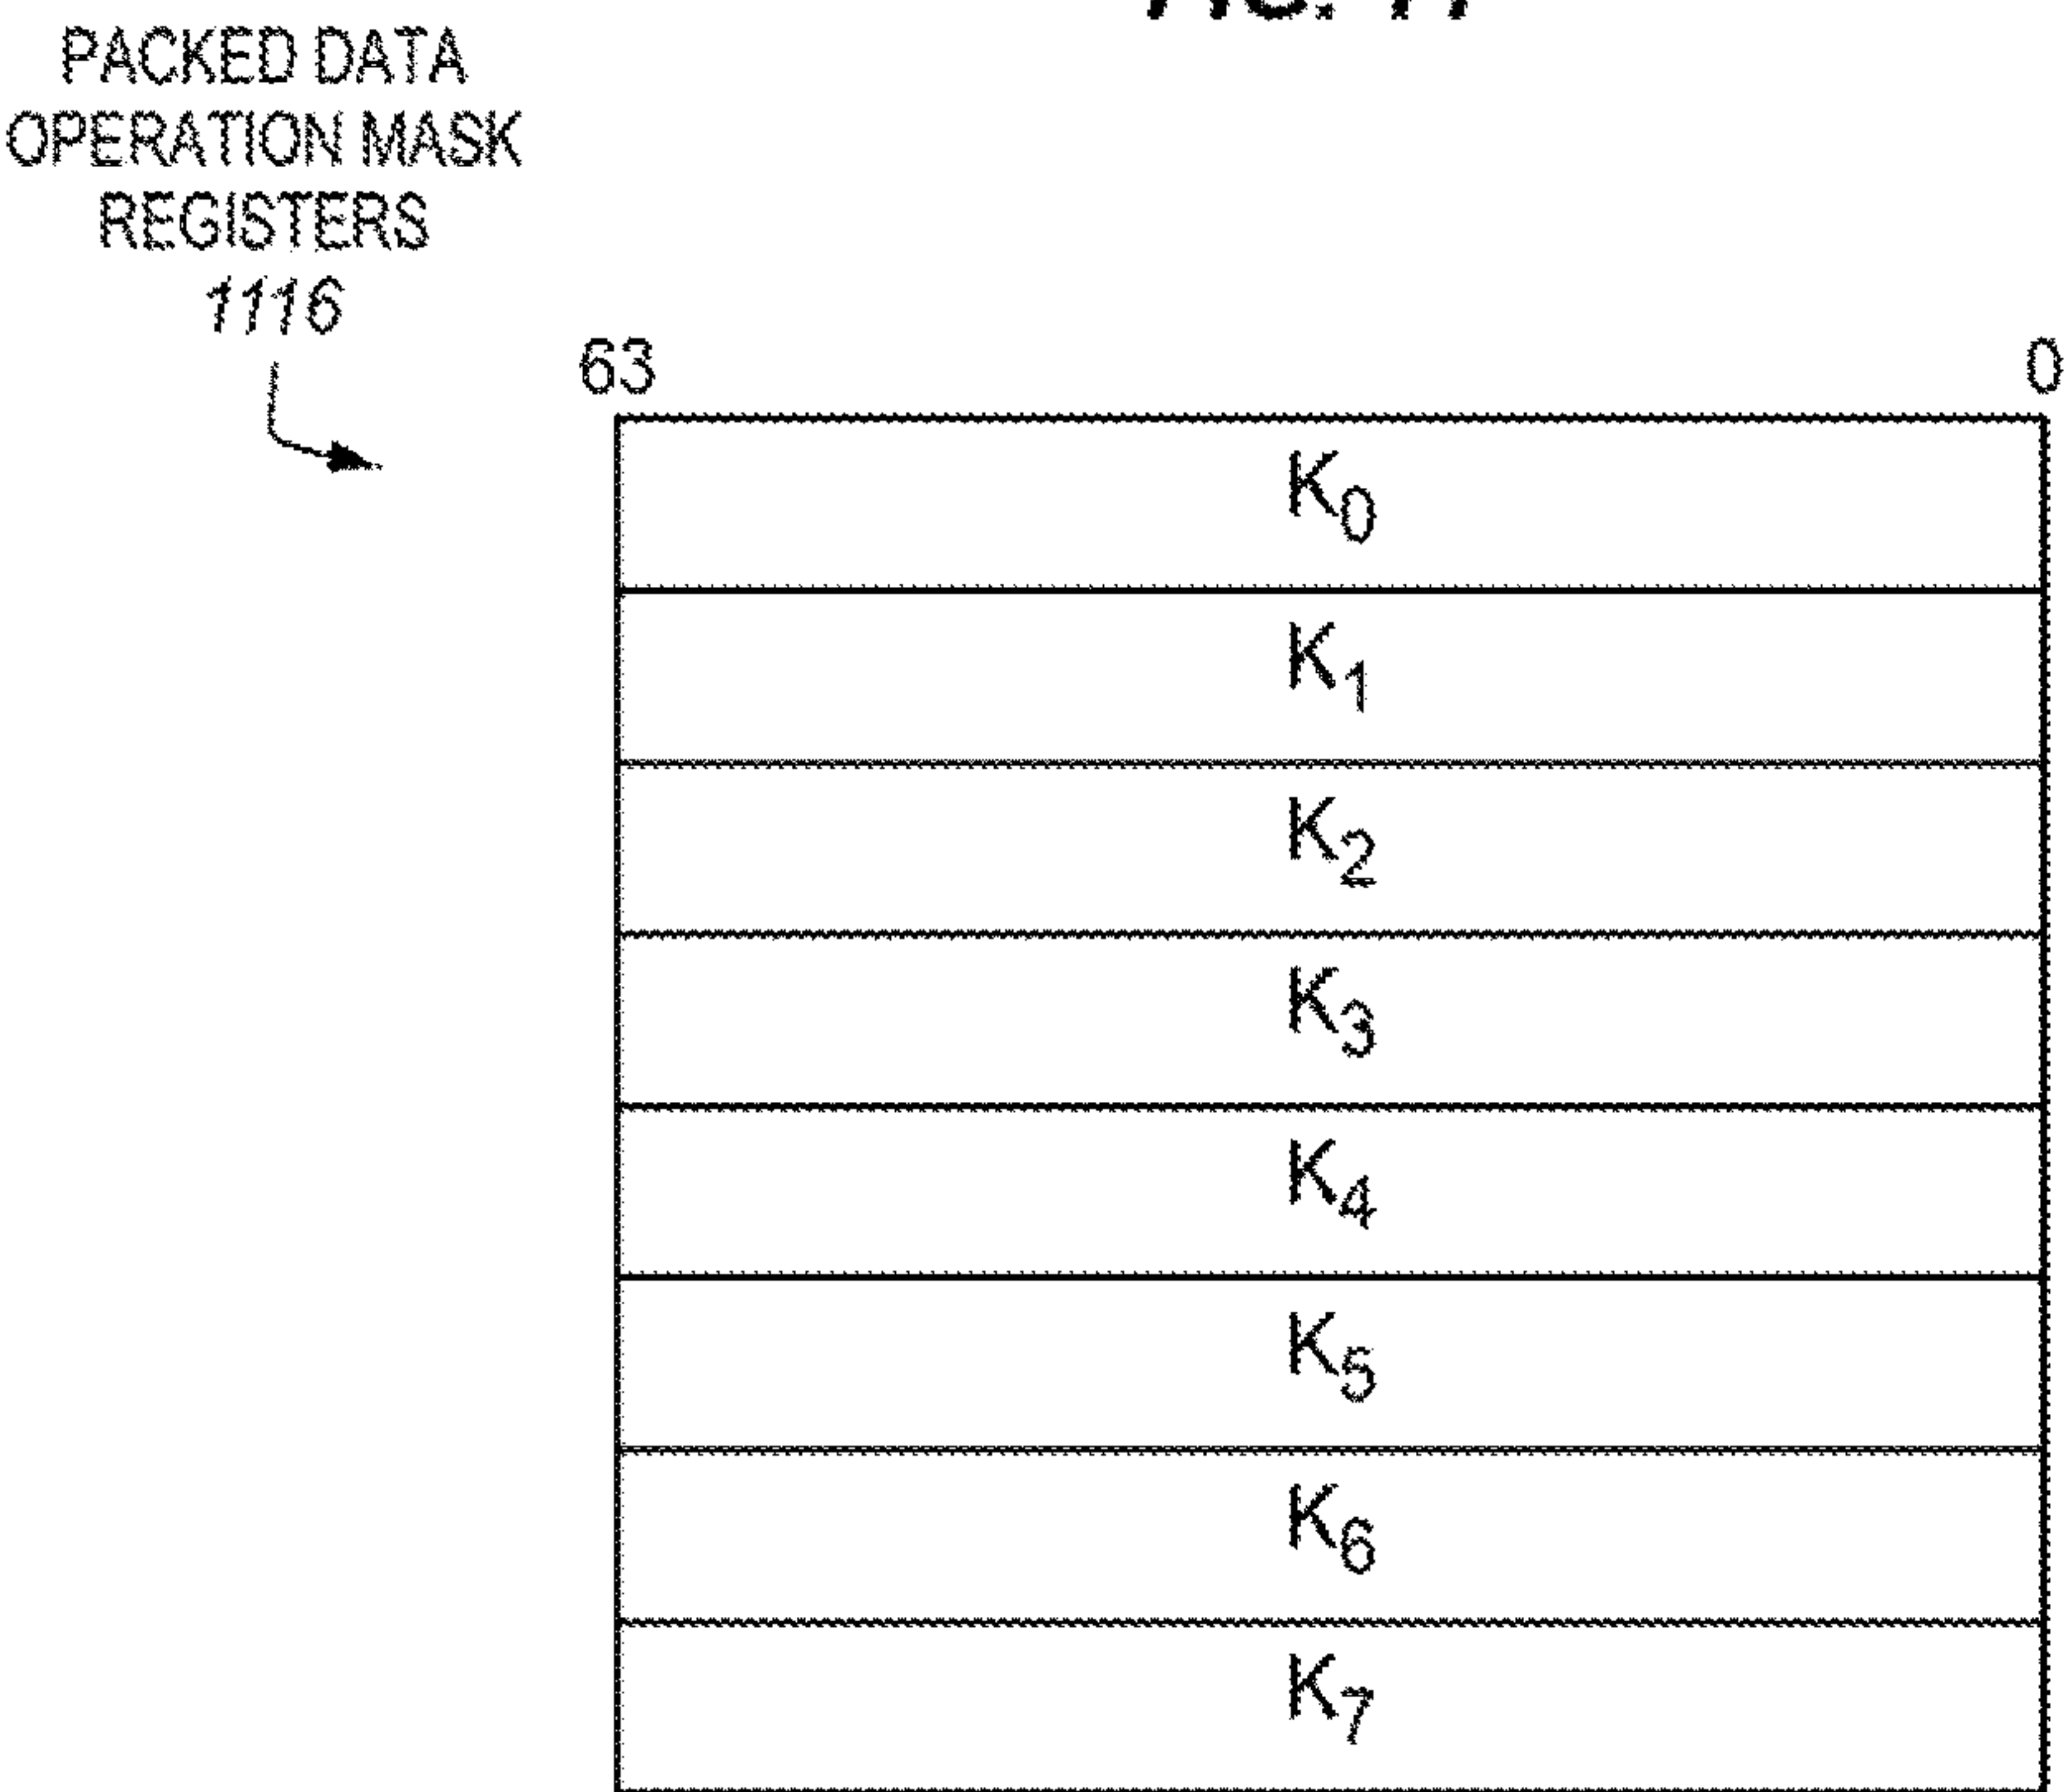 PACKED DATA
OPERATION MASK
REGISTERS
1116
63 0
K0
K1
K2
K3
K4
K5
K6
K7